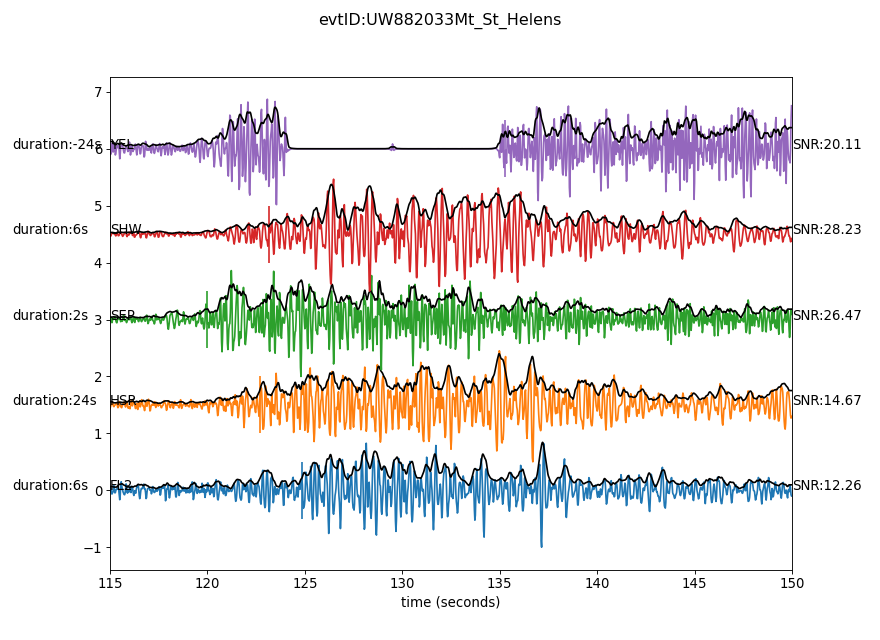 evtID:UW882033Mt_St_Helens
7
duration:-24s YEL 6 SNR:20.11
5
duration:6s SHW SNR:28.23
4
duration:2s SEP 3 SNR:26.47
2
duration:24s HSR SNR:14.67
1
duration:6s FL2 0 SNR:12.26
−1
115 120 125 130 135 140 145 150
time (seconds)